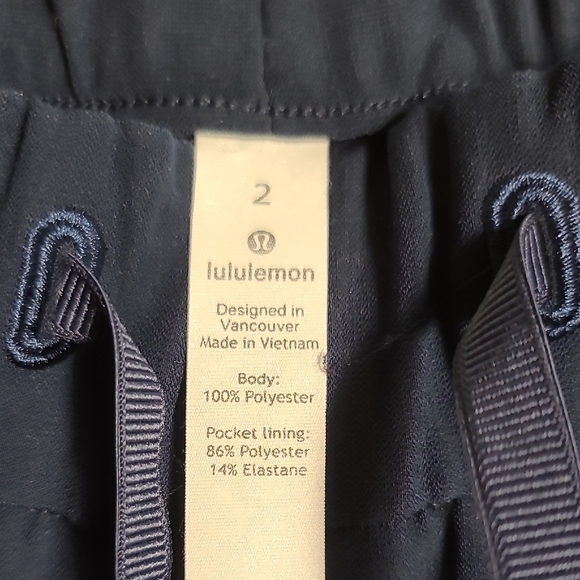 2
lululemon
Designed in
Vancouver
Made in Vietnam
Body:
100% Polyester
Pocket lining:
86% Polyester
14% Elastane